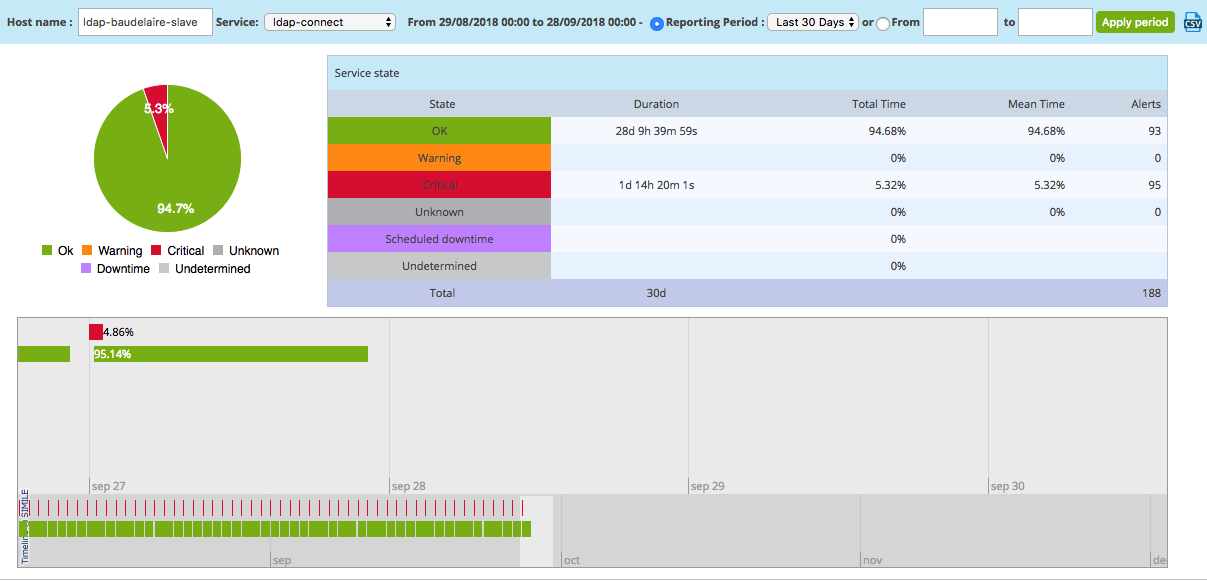 Host name : ldap-baudelaire-slave Service: ldap-connect From 29/08/2018 00:00 to 28/09/2018 00:00 - Reporting Period : Last 30 Days or From to Apply period CSV
5.3%
94.7%
Ok Warning Critical Unknown
Downtime Undetermined
Service state
State Duration Total Time Mean Time Alerts
OK 28d 9h 39m 59s 94.68% 94.68% 93
Warning 0% 0% 0
Critical 1d 14h 20m 1s 5.32% 5.32% 95
Unknown 0% 0% 0
Scheduled downtime 0%
Undetermined 0%
Total 30d 188
4.86%
95.14%
sep 27 sep 28 sep 29 sep 30
SIMILE
sep oct nov de